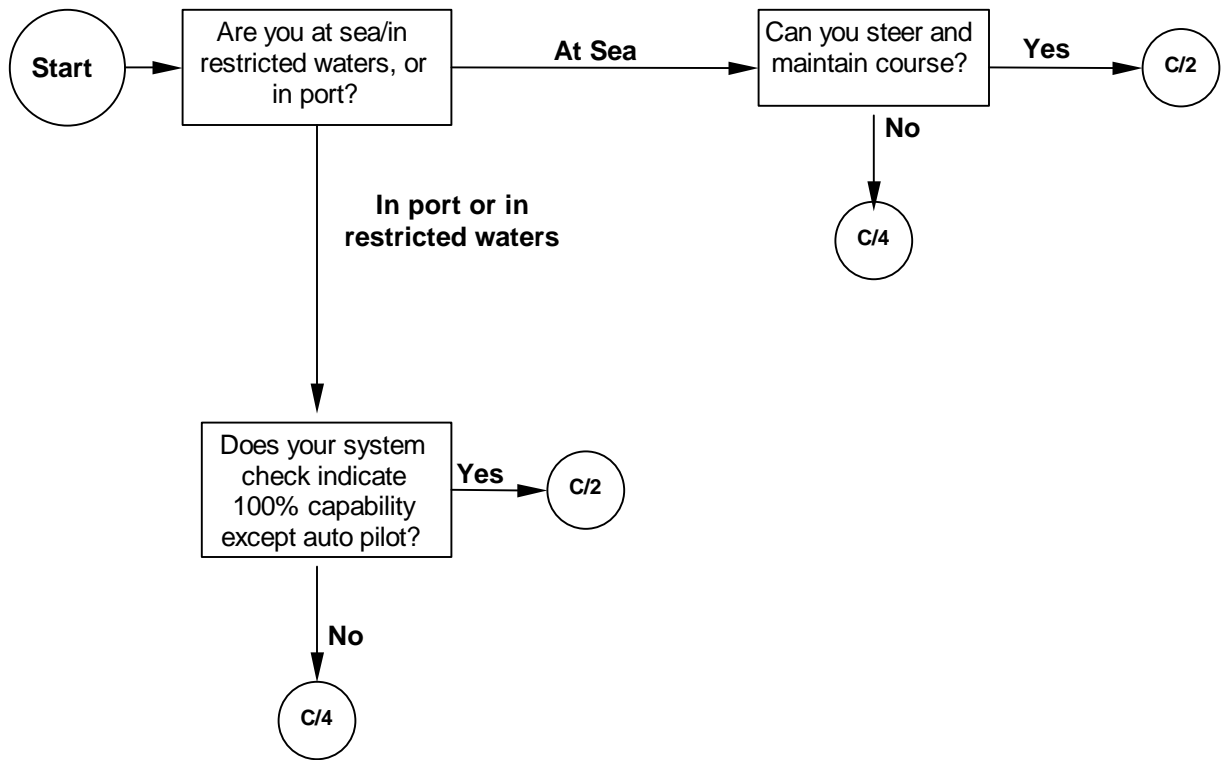 Start
Are you at sea/in
restricted waters, or
in port?
At Sea
Can you steer and
maintain course?
Yes
C/2
No
C/4
In port or in
restricted waters
Does your system
check indicate
100% capability
except auto pilot?
Yes
C/2
No
C/4